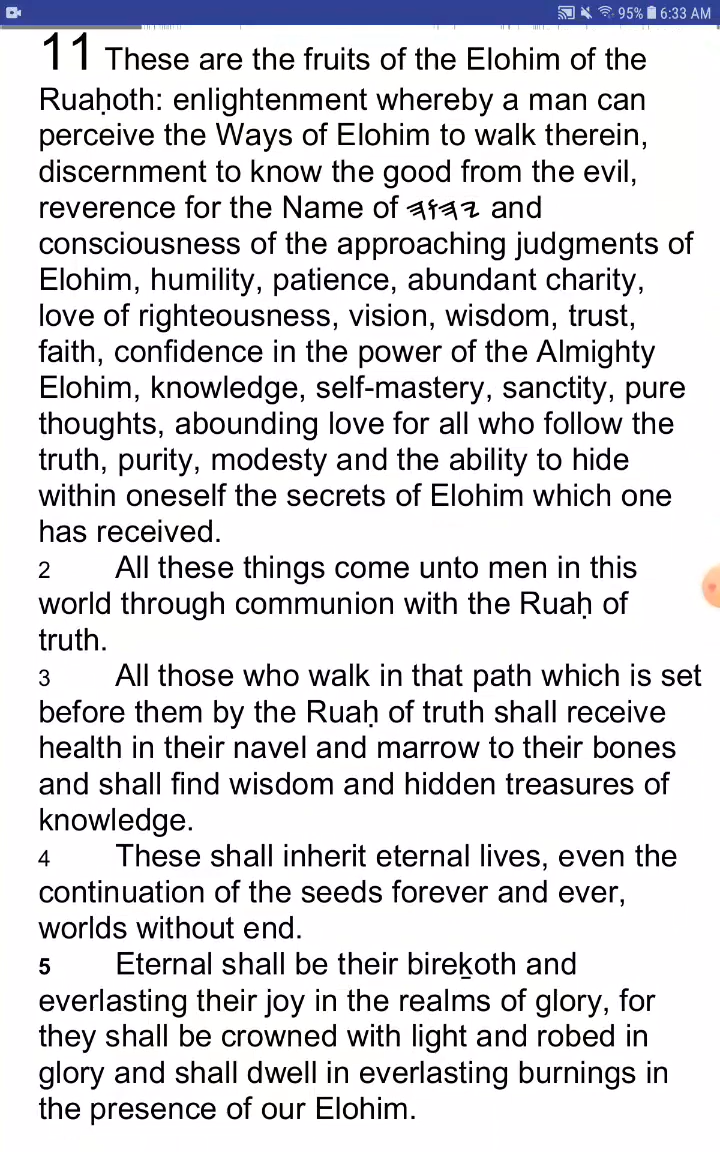 95% 6:33 AM
11 These are the fruits of the Elohim of the
Ruaḥoth: enlightenment whereby a man can
perceive the Ways of Elohim to walk therein,
discernment to know the good from the evil,
reverence for the Name of 𐤉𐤄𐤅𐤄 and
consciousness of the approaching judgments of
Elohim, humility, patience, abundant charity,
love of righteousness, vision, wisdom, trust,
faith, confidence in the power of the Almighty
Elohim, knowledge, self-mastery, sanctity, pure
thoughts, abounding love for all who follow the
truth, purity, modesty and the ability to hide
within oneself the secrets of Elohim which one
has received.
2 All these things come unto men in this
world through communion with the Ruaḥ of
truth.
3 All those who walk in that path which is set
before them by the Ruaḥ of truth shall receive
health in their navel and marrow to their bones
and shall find wisdom and hidden treasures of
knowledge.
4 These shall inherit eternal lives, even the
continuation of the seeds forever and ever,
worlds without end.
5 Eternal shall be their bireḵoth and
everlasting their joy in the realms of glory, for
they shall be crowned with light and robed in
glory and shall dwell in everlasting burnings in
the presence of our Elohim.